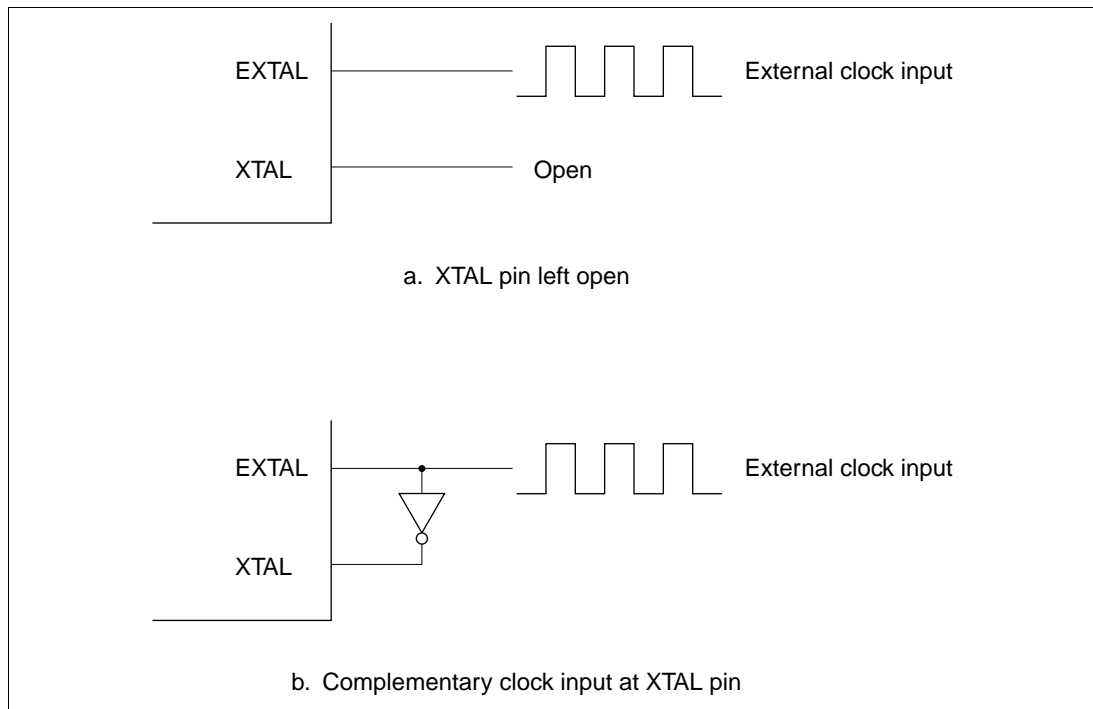 EXTAL
External clock input
XTAL
Open
a. XTAL pin left open
EXTAL
External clock input
XTAL
b. Complementary clock input at XTAL pin